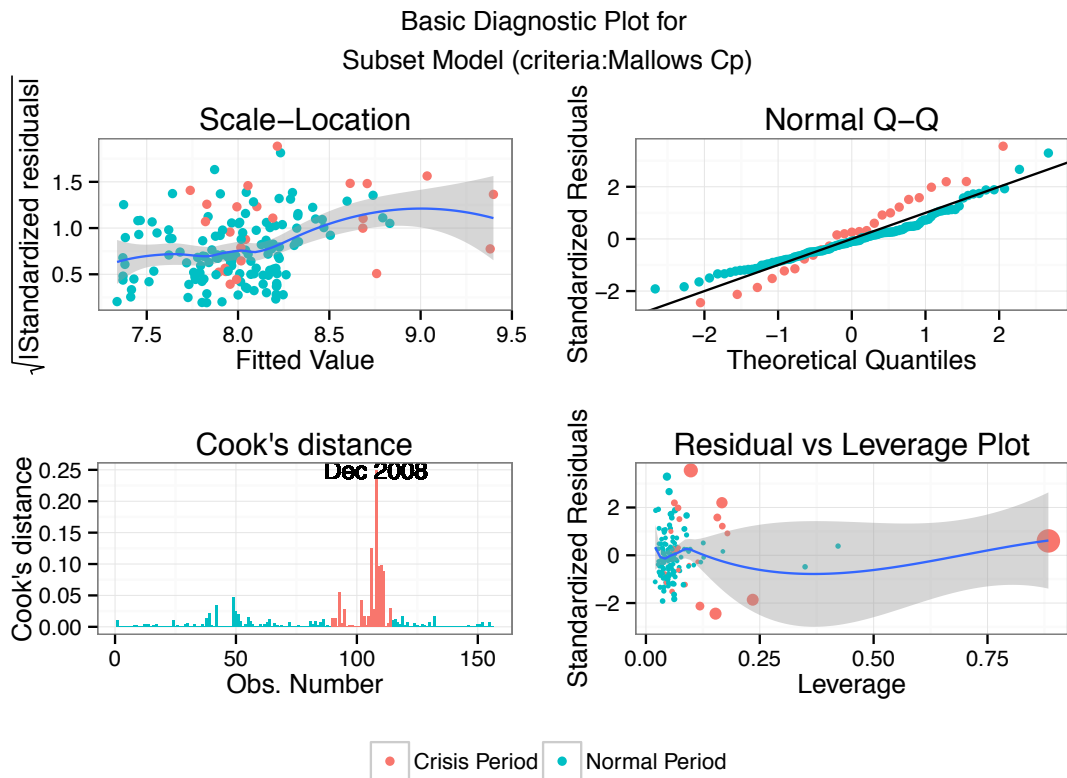 Basic Diagnostic Plot for
Subset Model (criteria:Mallows Cp)
Scale−Location
√|Standardized residuals|
1.5
1.0
0.5
7.5 8.0 8.5 9.0 9.5
Fitted Value
Normal Q−Q
Standardized Residuals
2
0
−2
−2 −1 0 1 2
Theoretical Quantiles
Cook's distance
Cook's distance
0.25
0.20
0.15
0.10
0.05
0.00
Dec 2008
0 50 100 150
Obs. Number
Residual vs Leverage Plot
Standardized Residuals
2
0
−2
0.00 0.25 0.50 0.75
Leverage
Crisis Period Normal Period